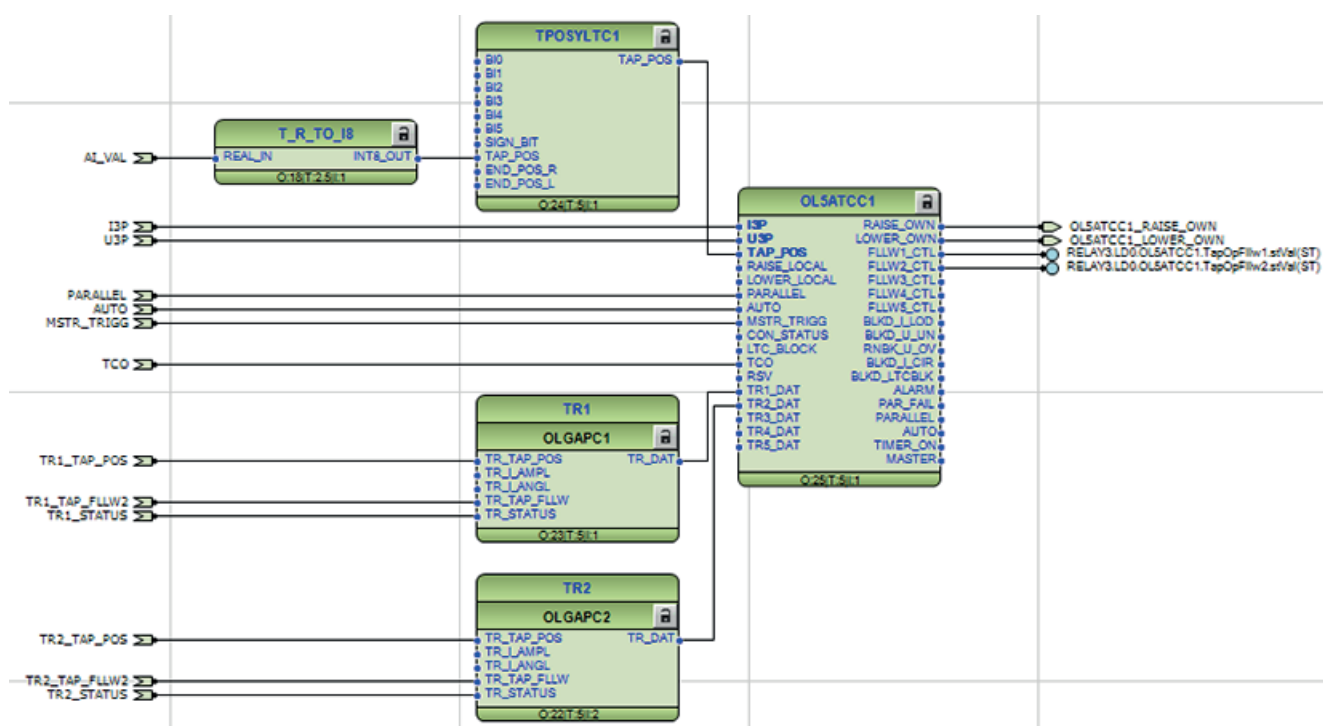 TPOSYLTC1
BI0 TAP_POS
BI1
BI2
BI3
BI4
BI5
SIGN_BIT
TAP_POS
END_POS_R
END_POS_L
O:24|T:5|I:1
T_R_TO_I8
AI_VAL REAL_IN INT8_OUT
O:18|T:2.5|I:1
OL5ATCC1
I3P I3P RAISE_OWN OL5ATCC1_RAISE_OWN
U3P U3P LOWER_OWN OL5ATCC1_LOWER_OWN
TAP_POS FLLW1_CTL RELAY3.LD0.OL5ATCC1.TapOpFllw1.stVal(ST)
RAISE_LOCAL FLLW2_CTL RELAY3.LD0.OL5ATCC1.TapOpFllw2.stVal(ST)
LOWER_LOCAL FLLW3_CTL
PARALLEL PARALLEL FLLW4_CTL
AUTO AUTO FLLW5_CTL
MSTR_TRIGG MSTR_TRIGG BLKD_I_LOD
CON_STATUS BLKD_U_UN
LTC_BLOCK RNBK_U_OV
TCO TCO BLKD_I_CIR
RSV BLKD_LTCBLK
TR1_DAT ALARM
TR2_DAT PAR_FAIL
TR3_DAT PARALLEL
TR4_DAT AUTO
TR5_DAT TIMER_ON
MASTER
O:25|T:5|I:1
TR1
OLGAPC1
TR1_TAP_POS TR_TAP_POS TR_DAT
TR_I_AMPL
TR_I_ANGL
TR1_TAP_FLLW2 TR_TAP_FLLW
TR1_STATUS TR_STATUS
O:23|T:5|I:1
TR2
OLGAPC2
TR2_TAP_POS TR_TAP_POS TR_DAT
TR_I_AMPL
TR_I_ANGL
TR2_TAP_FLLW2 TR_TAP_FLLW
TR2_STATUS TR_STATUS
O:22|T:5|I:2